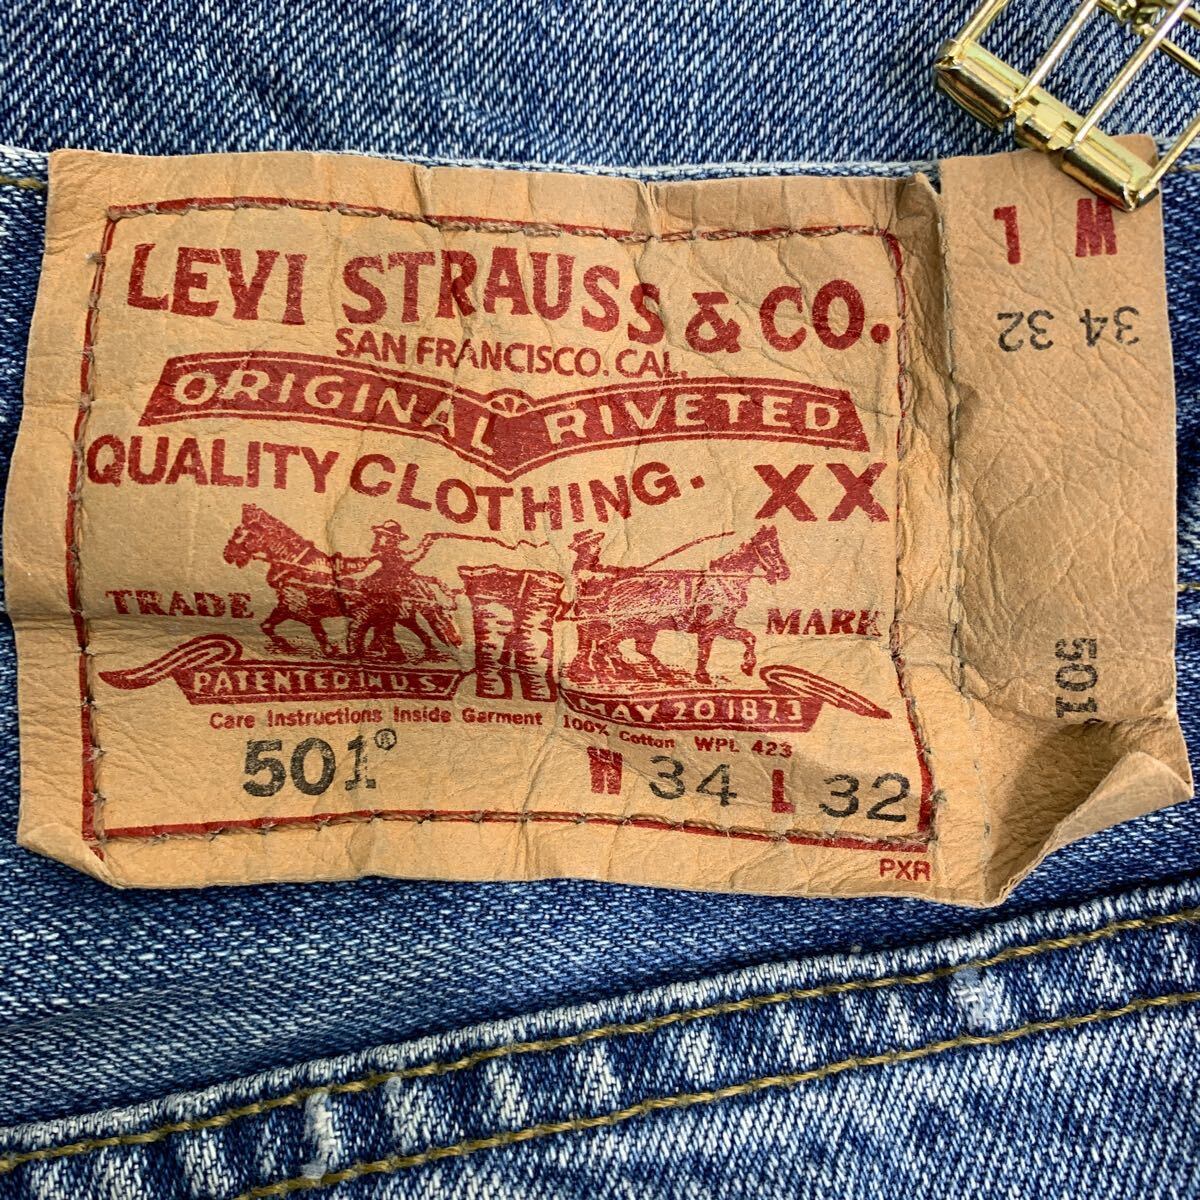 LEVI STRAUSS & CO.
SAN FRANCISCO. CAL.
ORIGINAL RIVETED
QUALITY CLOTHING. XX
TRADE MARK
PATENTED IN U.S. MAY 20 1873
Care Instructions Inside Garment 100% Cotton WPL 423
501® W 34 L 32
PXR
1 M
34 32
501